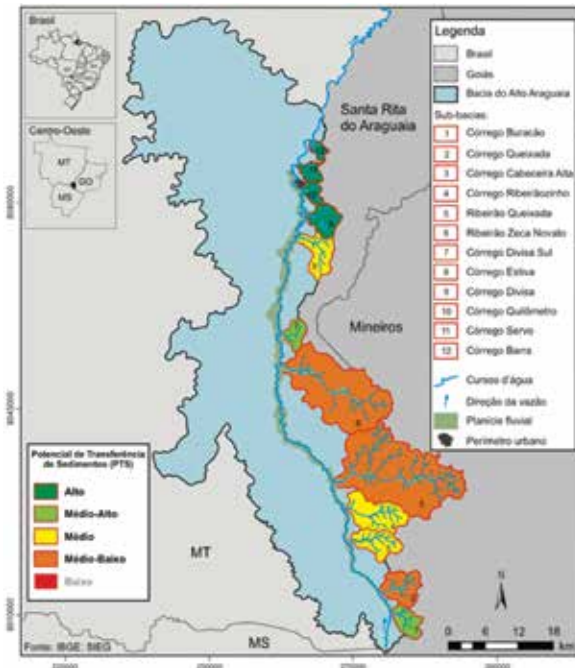 Brasil
Centro-Oeste
MT
GO
MS
Santa Rita
do Araguaia
Mineiros
MT
MS
Legenda
Brasil
Goiás
Bacia do Alto Araguaia
Sub-bacias:
1 Córrego Buracão
2 Córrego Queixada
3 Córrego Cabeceira Alta
4 Córrego Ribeirãozinho
5 Ribeirão Queixada
6 Ribeirão Zeca Novato
7 Córrego Divisa Sul
8 Córrego Estiva
9 Córrego Divisa
10 Córrego Quilômetro
11 Córrego Servo
12 Córrego Barra
Cursos d'água
Direção da vazão
Planície fluvial
Perímetro urbano
Potencial de Transferência
de Sedimentos (PTS)
Alto
Médio-Alto
Médio
Médio-Baixo
Baixo
Fonte: IBGE; SIEG
N
0 6 12 18
km